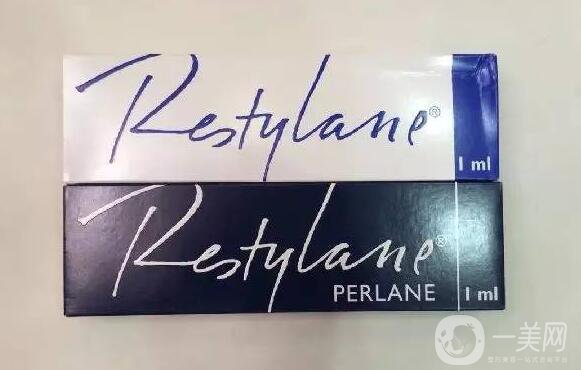 Restylane®
1 ml
Restylane®
PERLANE
1 ml
一美网